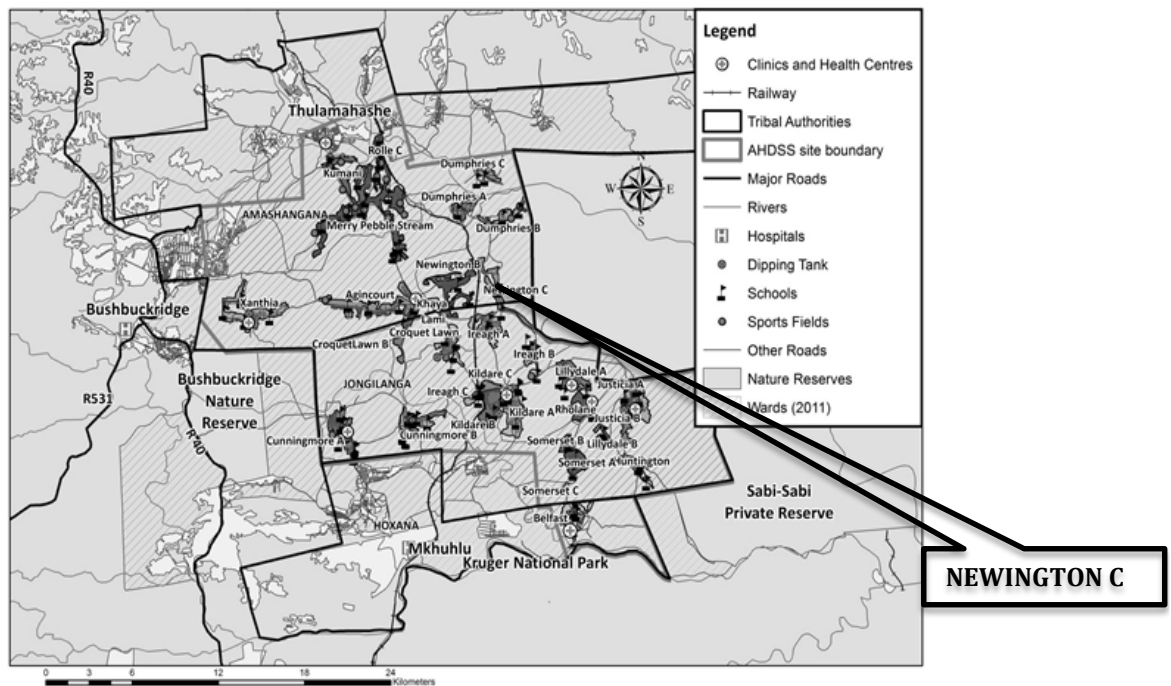 Legend
Clinics and Health Centres
Railway
Tribal Authorities
AHDSS site boundary
Major Roads
Rivers
H
Hospitals
Dipping Tank
Schools
Sports Fields
Other Roads
Nature Reserves
Wards (2011)
R40
Thulamahashe
Rolle C
Kumani
Dumphries C
N
W
E
S
Dumphries A
AMASHANGANA
Merry Pebble Stream
Dumphries B
Newington B
Newington C
Xanthia
Agincourt
Khaya
Lami
Bushbuckridge
H
Croquet Lawn
Ireagh A
CroquetLawn B
Ireagh B
Kildare C
Lillydale A
Bushbuckridge
Nature
Reserve
JONGILANGA
Justicia A
Ireagh C
R531
Kildare A
Rholane
Justicia B
KildareB
R 40
Cunningmore A
Cunningmore B
Somerset B
Lillydale B
Somerset A
Huntington
Somerset C
Sabi-Sabi
Private Reserve
HOXANA
Belfast
H
Mkhuhlu
Kruger National Park
NEWINGTON C
0 3 6 12 18 24
Kilometers